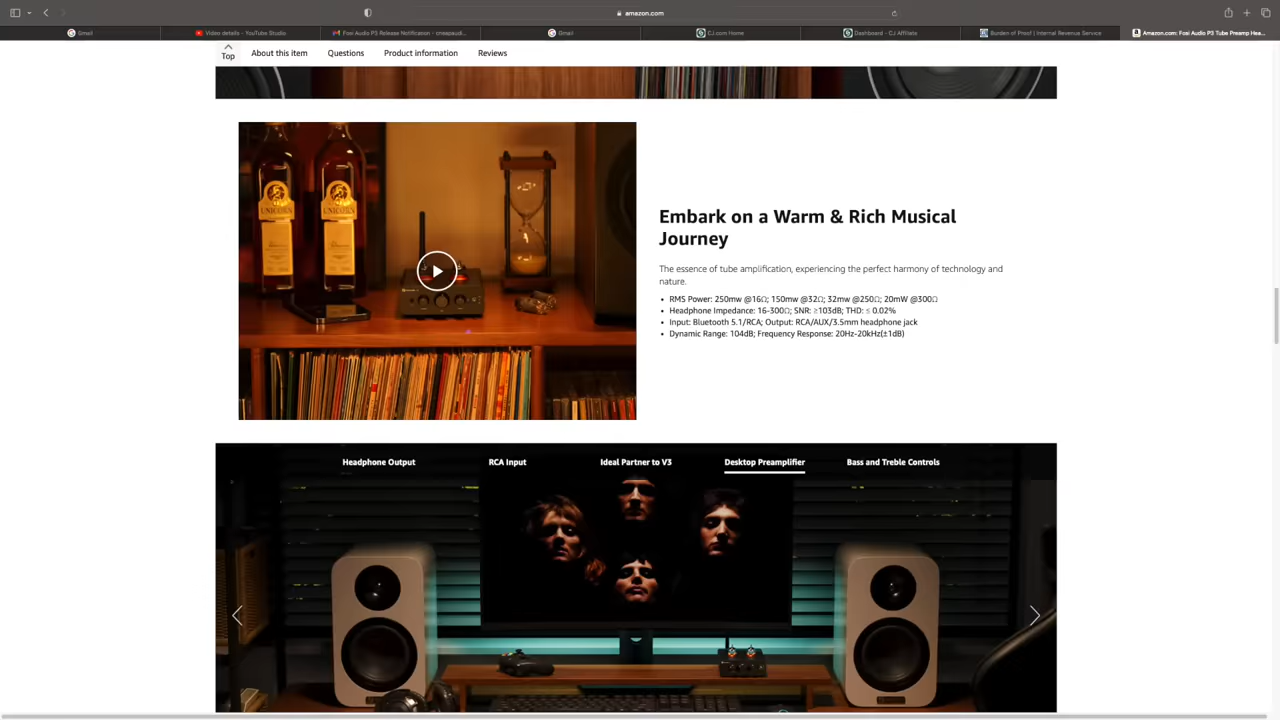 amazon.com
Gmail
Video details - YouTube Studio
Gmail
CJ.com Home
Dashboard - CJ Affiliate
Burden of Proof | Internal Revenue Service
Amazon.com: Fosi Audio P3 Tube Preamp Hea...
Top
About this item
Questions
Product information
Reviews
UNICORN
UNICORN
Embark on a Warm & Rich Musical
Journey
The essence of tube amplification, experiencing the perfect harmony of technology and
nature.
• RMS Power: 250mw @16Ω; 150mw @32Ω; 32mw @250Ω; 20mW @300Ω
• Headphone Impedance: 16-300Ω; SNR: ≥103dB; THD: ≤ 0.02%
• Input: Bluetooth 5.1/RCA; Output: RCA/AUX/3.5mm headphone jack
• Dynamic Range: 104dB; Frequency Response: 20Hz-20kHz(±1dB)
Headphone Output
RCA Input
Ideal Partner to V3
Desktop Preamplifier
Bass and Treble Controls